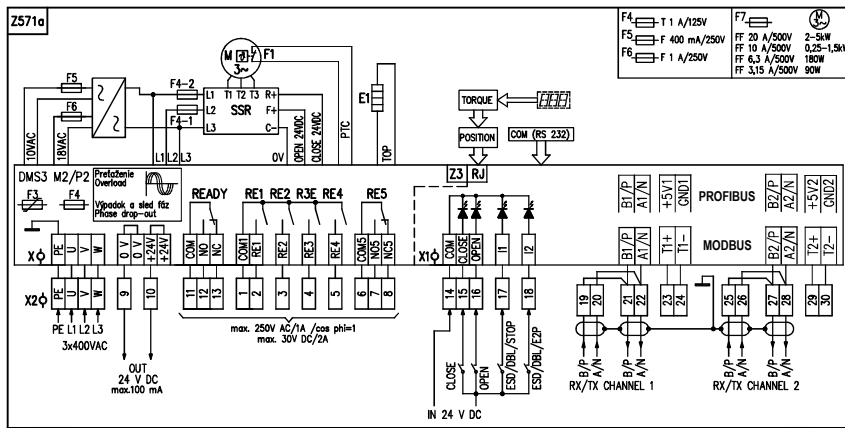 Z571a
F4 T 1 A/125V
F5 F 400 mA/250V
F6 F 1 A/250V
F7 M 3~
FF 20 A/500V 2-5kW
FF 10 A/500V 0,25-1,5kW
FF 6,3 A/500V 180W
FF 3,15 A/500V 90W
M F1
3~
F5
F6
F4-2
F4-1
L1 T1 T2 T3 R+
L2 SSR F+
L3 C-
E1
TORQUE
POSITION
COM (RS 232)
10VAC
18VAC
L1 L2 L3
0V
OPEN 24VDC
CLOSE 24VDC
PTC
TOP
DMS3 M2/P2
F3
F4
Preťaženie
Overload
Výpadok a sled fáz
Phase drop-out
READY
RE1 RE2 R3E RE4
RE5
Z3 RJ
B1/P
A1/N
+5V1
GND1
PROFIBUS
B2/P
A2/N
+5V2
GND2
X
PE
U
V
W
0 V
0 V
+24V
+24V
COM
NO
NC
COM1
RE1
RE2
RE3
RE4
COM5
NO5
NC5
X1
COM
CLOSE
OPEN
I1
I2
B1/P
A1/N
T1+
T1-
MODBUS
B2/P
A2/N
T2+
T2-
X2
PE
U
V
W
9
10
11
12
13
1
2
3
4
5
6
7
8
14
15
16
17
18
19
20
21
22
23
24
25
26
27
28
29
30
PE L1 L2 L3
3x400VAC
OUT
24 V DC
max.100 mA
max. 250V AC/1A /cos phi=1
max. 30V DC/2A
CLOSE
OPEN
ESD/DBL/STOP
ESD/DBL/E2P
IN 24 V DC
B/P
A/N
B/P
A/N
RX/TX CHANNEL 1
B/P
A/N
B/P
A/N
RX/TX CHANNEL 2